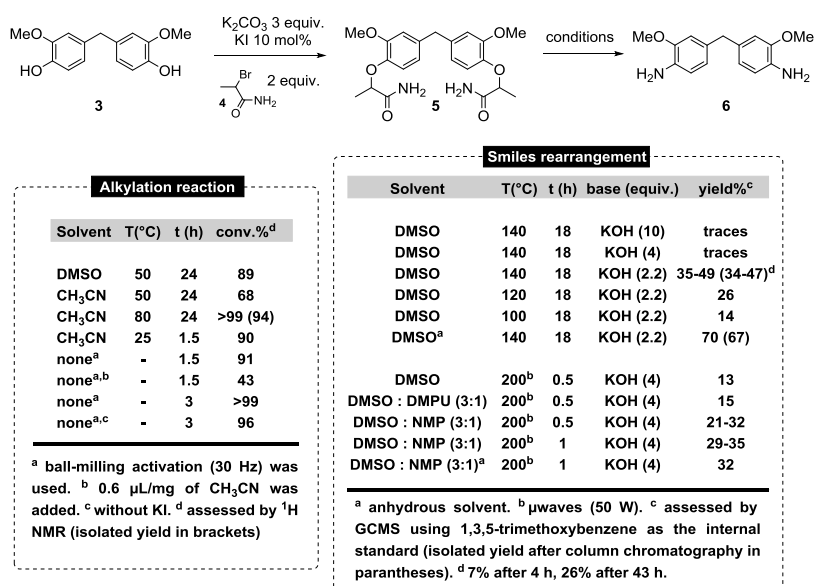 K₂CO₃ 3 equiv.
KI 10 mol%
conditions
MeO
OMe
HO
OH
3
Br
NH₂
O
4
2 equiv.
MeO
OMe
O
O
NH₂
H₂N
O
O
5
MeO
OMe
H₂N
NH₂
6
Alkylation reaction
Solvent T(°C) t (h) conv.%ᵈ
DMSO 50 24 89
CH₃CN 50 24 68
CH₃CN 80 24 >99 (94)
CH₃CN 25 1.5 90
noneᵃ - 1.5 91
noneᵃ,ᵇ - 1.5 43
noneᵃ - 3 >99
noneᵃ,ᶜ - 3 96
ᵃ ball-milling activation (30 Hz) was
used. ᵇ 0.6 µL/mg of CH₃CN was
added. ᶜ without KI. ᵈ assessed by ¹H
NMR (isolated yield in brackets)
Smiles rearrangement
Solvent T(°C) t (h) base (equiv.) yield%ᶜ
DMSO 140 18 KOH (10) traces
DMSO 140 18 KOH (4) traces
DMSO 140 18 KOH (2.2) 35-49 (34-47)ᵈ
DMSO 120 18 KOH (2.2) 26
DMSO 100 18 KOH (2.2) 14
DMSOᵃ 140 18 KOH (2.2) 70 (67)
DMSO 200ᵇ 0.5 KOH (4) 13
DMSO : DMPU (3:1) 200ᵇ 0.5 KOH (4) 15
DMSO : NMP (3:1) 200ᵇ 0.5 KOH (4) 21-32
DMSO : NMP (3:1) 200ᵇ 1 KOH (4) 29-35
DMSO : NMP (3:1)ᵃ 200ᵇ 1 KOH (4) 32
ᵃ anhydrous solvent. ᵇ µwaves (50 W). ᶜ assessed by
GCMS using 1,3,5-trimethoxybenzene as the internal
standard (isolated yield after column chromatography in
parantheses). ᵈ 7% after 4 h, 26% after 43 h.